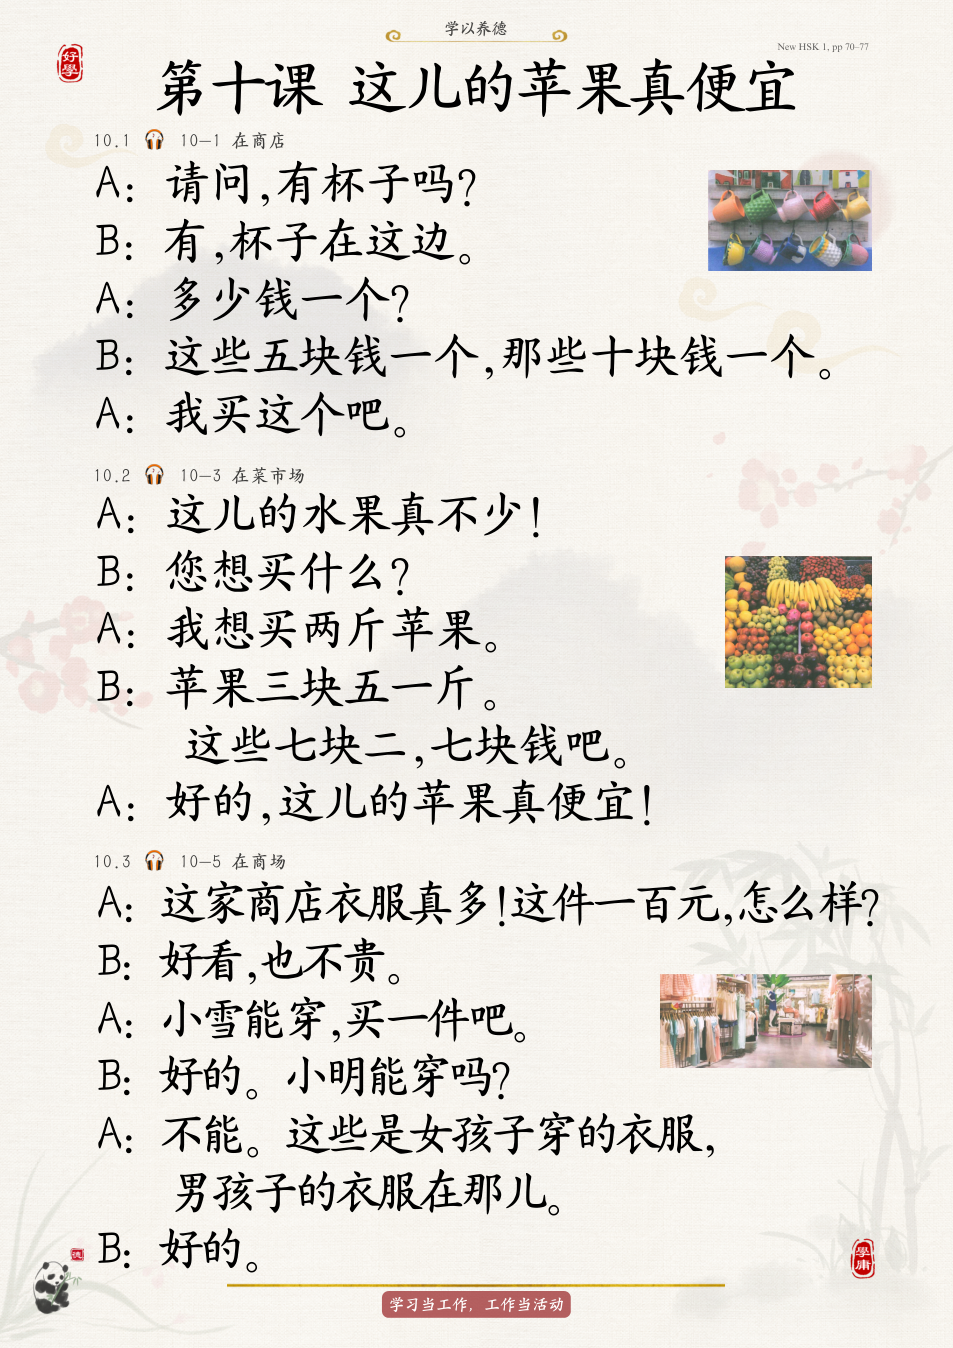 学以养德
New HSK 1, pp 70–77
好學
第十课 这儿的苹果真便宜
10.1 10–1 在商店
A: 请问,有杯子吗?
B: 有,杯子在这边。
A: 多少钱一个?
B: 这些五块钱一个,那些十块钱一个。
A: 我买这个吧。
10.2 10–3 在菜市场
A: 这儿的水果真不少!
B: 您想买什么?
A: 我想买两斤苹果。
B: 苹果三块五一斤。
这些七块二,七块钱吧。
A: 好的,这儿的苹果真便宜!
10.3 10–5 在商场
A: 这家商店衣服真多!这件一百元,怎么样?
B: 好看,也不贵。
A: 小雪能穿,买一件吧。
B: 好的。小明能穿吗?
A: 不能。这些是女孩子穿的衣服,
男孩子的衣服在那儿。
B: 好的。
德
學庸
学习当工作，工作当活动